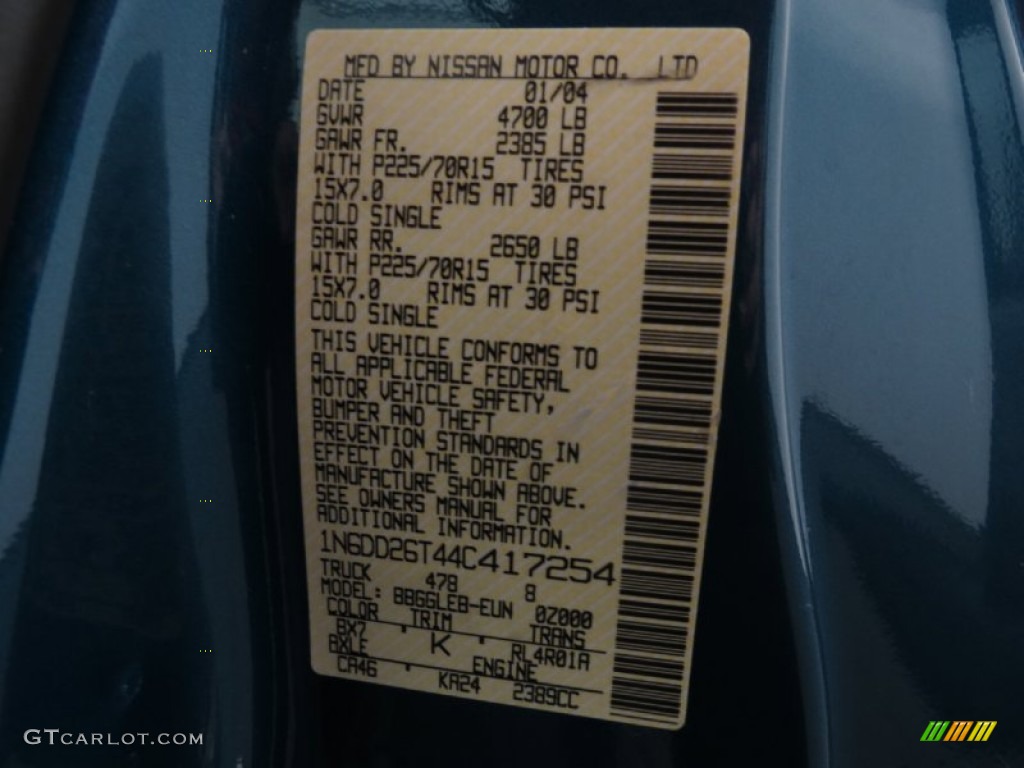 MFD BY NISSAN MOTOR CO. LTD
DATE 01/04
GVWR 4700 LB
GAWR FR. 2385 LB
WITH P225/70R15 TIRES
15X7.0 RIMS AT 30 PSI
COLD SINGLE
GAWR RR. 2650 LB
WITH P225/70R15 TIRES
15X7.0 RIMS AT 30 PSI
COLD SINGLE
THIS VEHICLE CONFORMS TO
ALL APPLICABLE FEDERAL
MOTOR VEHICLE SAFETY,
BUMPER AND THEFT
PREVENTION STANDARDS IN
EFFECT ON THE DATE OF
MANUFACTURE SHOWN ABOVE.
SEE OWNERS MANUAL FOR
ADDITIONAL INFORMATION.
1N6DD26T44C417254
TRUCK 478 8
MODEL: BBGGLEB-EUN 0Z000
COLOR TRIM TRANS
BX7 K RL4R01A
AXLE ENGINE
CA46 KA24 2389CC
GTCARLOT.COM